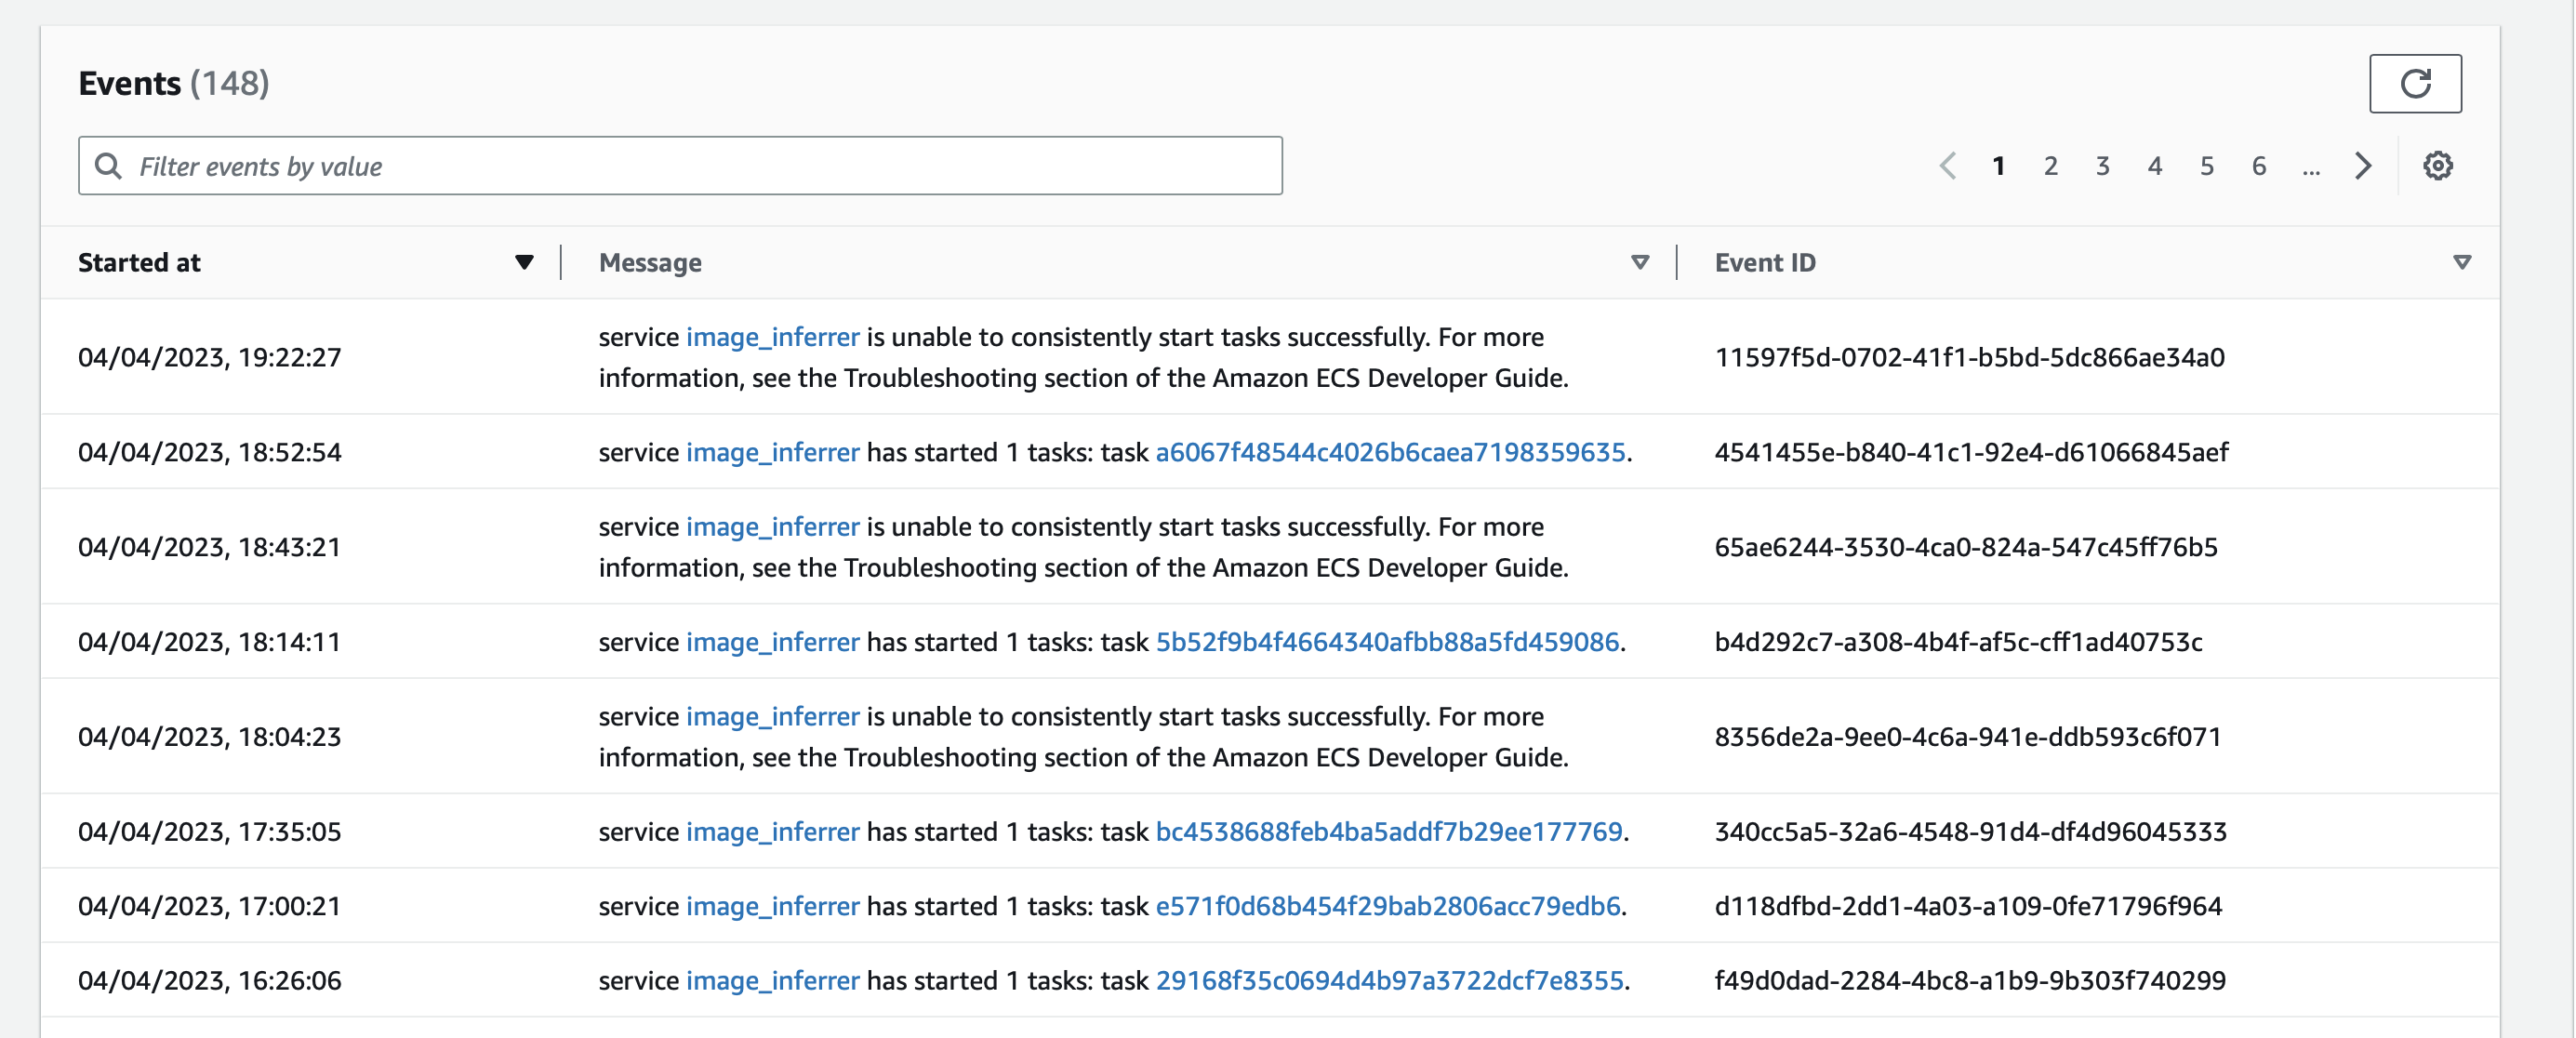 Events (148)
Filter events by value
1 2 3 4 5 6 ...
Started at Message Event ID
04/04/2023, 19:22:27 service image_inferrer is unable to consistently start tasks successfully. For more 11597f5d-0702-41f1-b5bd-5dc866ae34a0
information, see the Troubleshooting section of the Amazon ECS Developer Guide.
04/04/2023, 18:52:54 service image_inferrer has started 1 tasks: task a6067f48544c4026b6caea7198359635. 4541455e-b840-41c1-92e4-d61066845aef
04/04/2023, 18:43:21 service image_inferrer is unable to consistently start tasks successfully. For more 65ae6244-3530-4ca0-824a-547c45ff76b5
information, see the Troubleshooting section of the Amazon ECS Developer Guide.
04/04/2023, 18:14:11 service image_inferrer has started 1 tasks: task 5b52f9b4f4664340afbb88a5fd459086. b4d292c7-a308-4b4f-af5c-cff1ad40753c
04/04/2023, 18:04:23 service image_inferrer is unable to consistently start tasks successfully. For more 8356de2a-9ee0-4c6a-941e-ddb593c6f071
information, see the Troubleshooting section of the Amazon ECS Developer Guide.
04/04/2023, 17:35:05 service image_inferrer has started 1 tasks: task bc4538688feb4ba5addf7b29ee177769. 340cc5a5-32a6-4548-91d4-df4d96045333
04/04/2023, 17:00:21 service image_inferrer has started 1 tasks: task e571f0d68b454f29bab2806acc79edb6. d118dfbd-2dd1-4a03-a109-0fe71796f964
04/04/2023, 16:26:06 service image_inferrer has started 1 tasks: task 29168f35c0694d4b97a3722dcf7e8355. f49d0dad-2284-4bc8-a1b9-9b303f740299